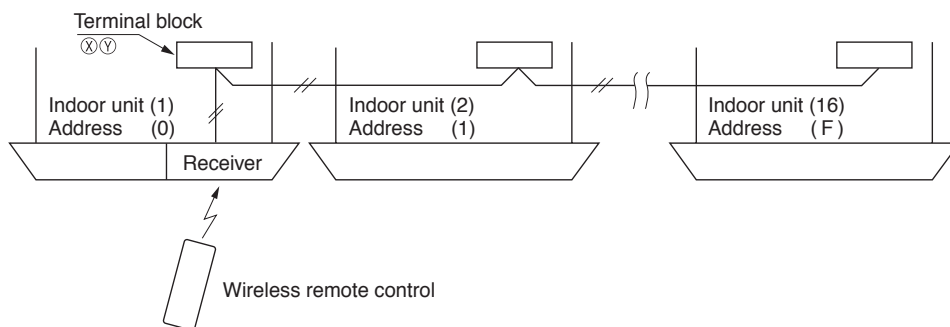 Terminal block
Ⓧ Ⓨ
Indoor unit (1)
Address (0)
Indoor unit (2)
Address (1)
Indoor unit (16)
Address ( F )
Receiver
Wireless remote control